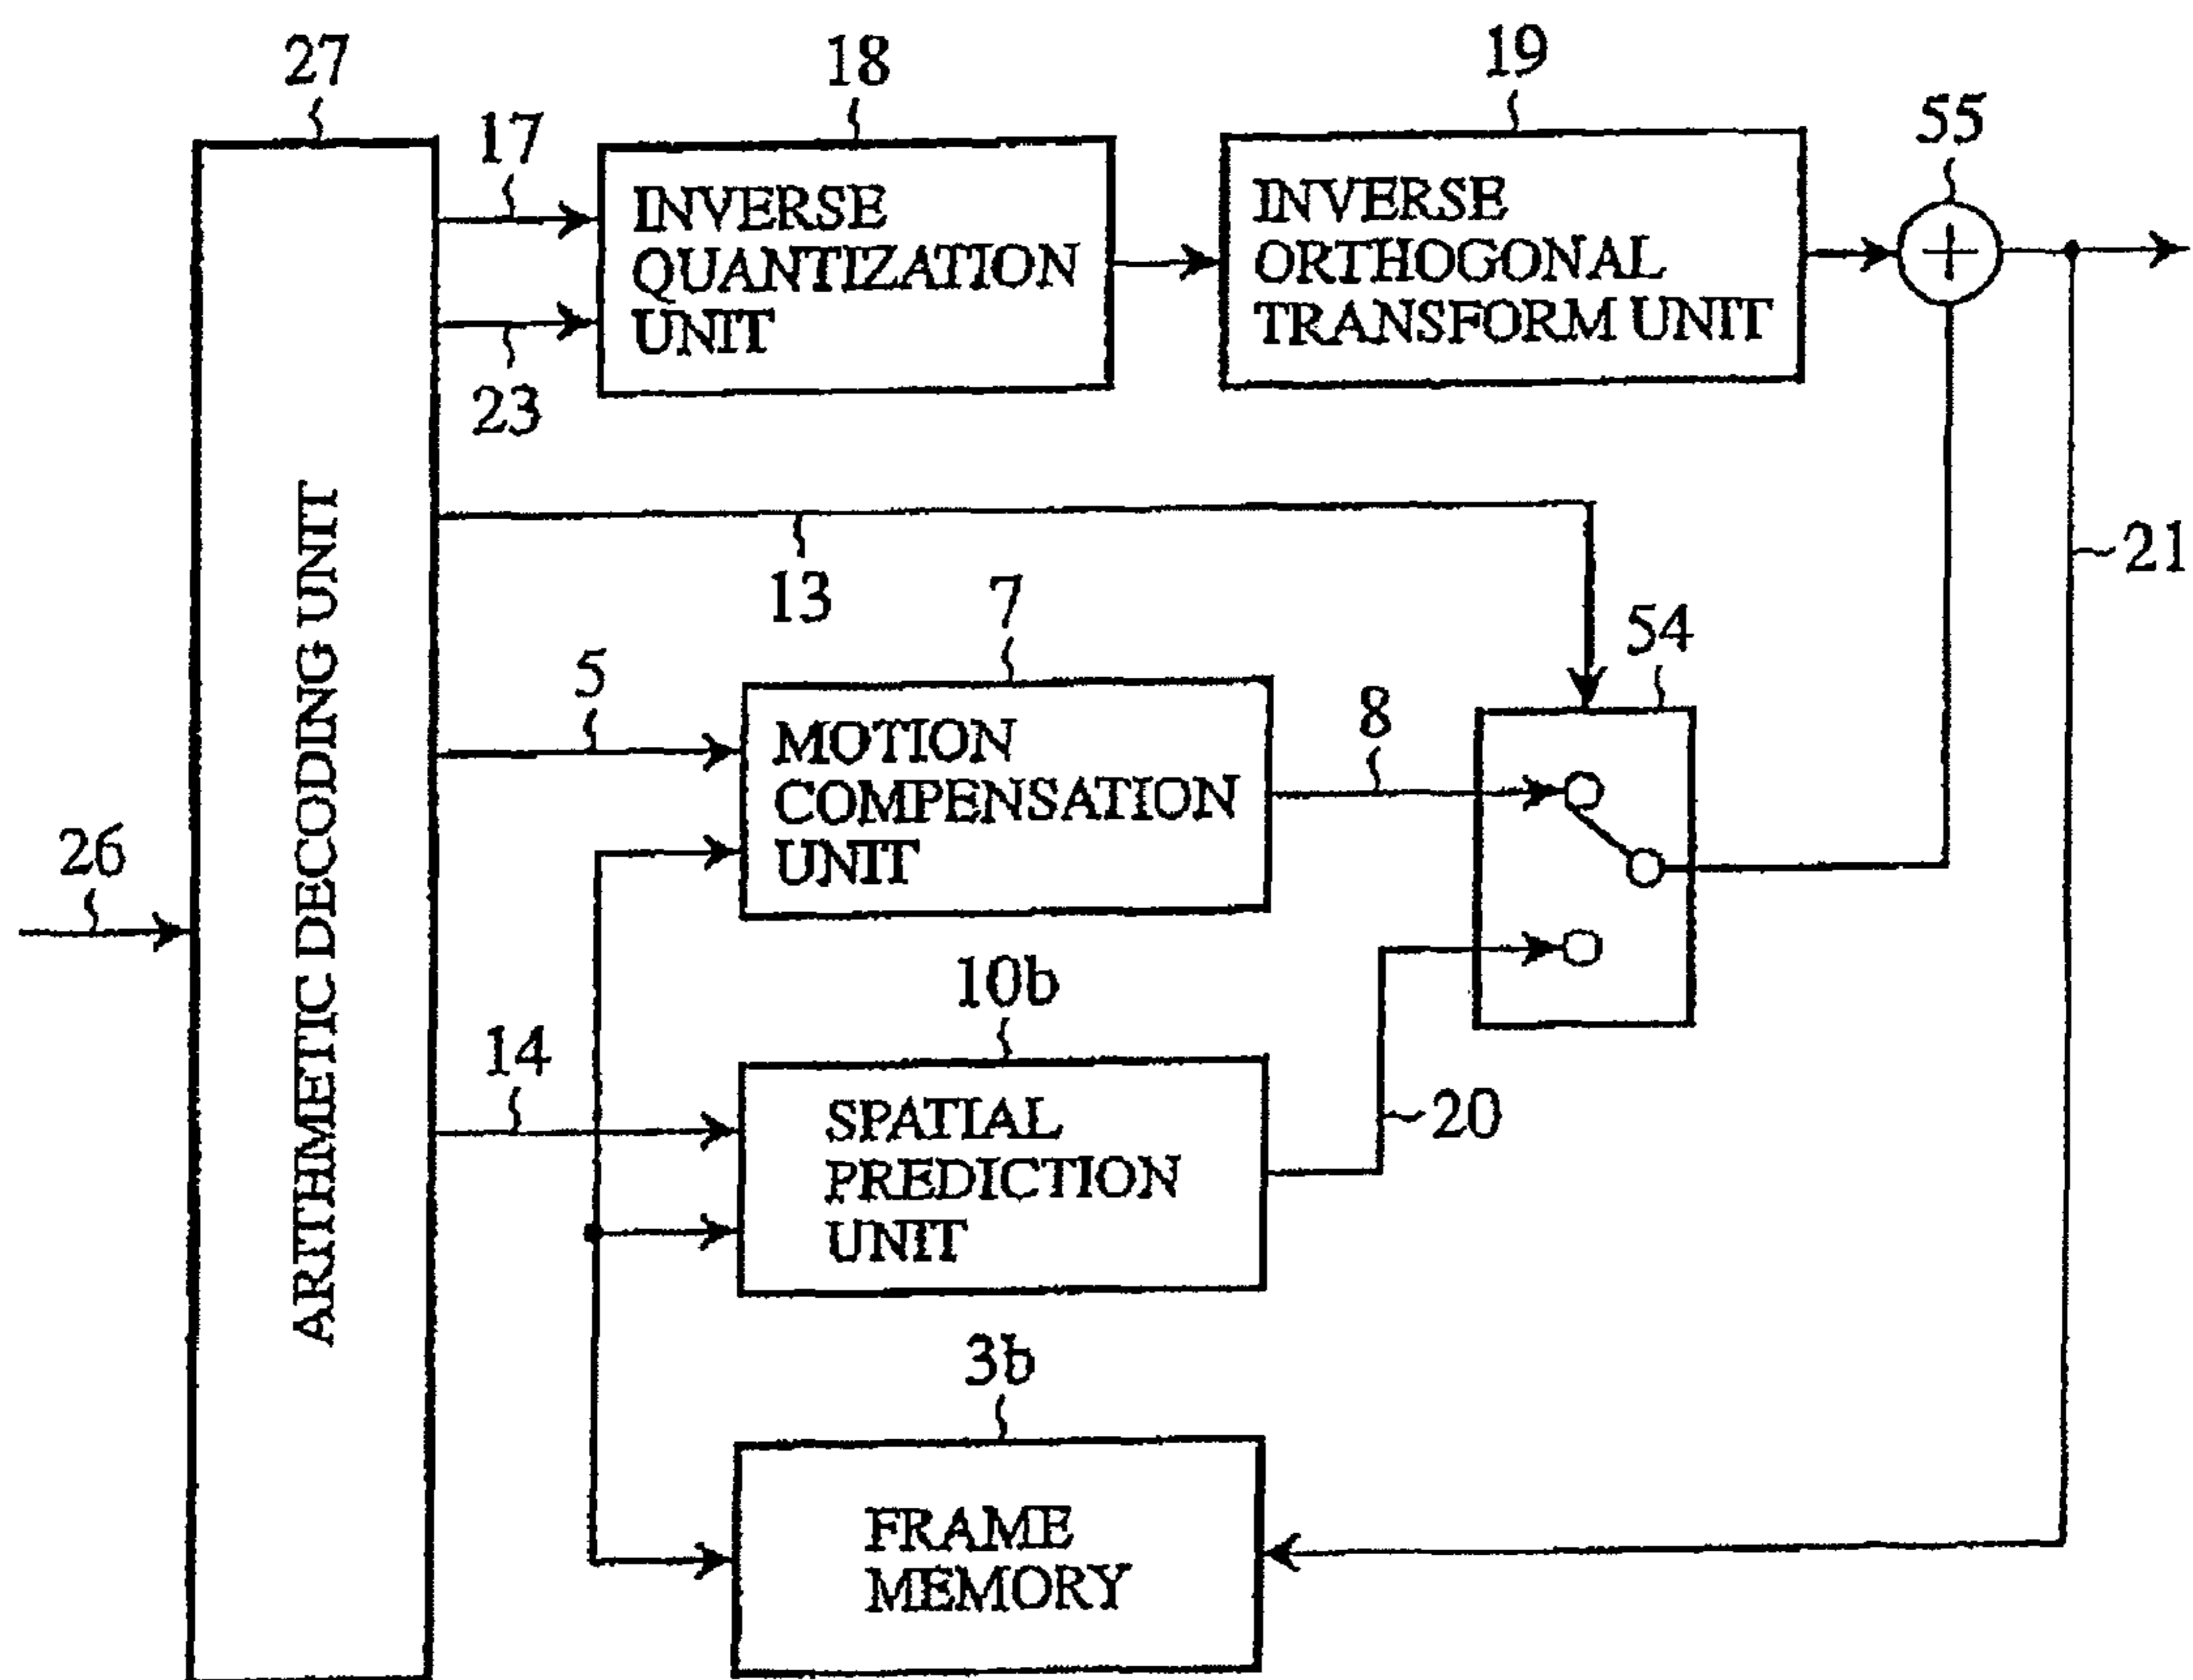 27
18
19
55
17
INVERSE
QUANTIZATION
UNIT
INVERSE
ORTHOGONAL
TRANSFORM UNIT
23
13
21
7
54
5
MOTION
COMPENSATION
UNIT
8
26
ARITHMETIC DECODING UNIT
10b
14
SPATIAL
PREDICTION
UNIT
20
3b
FRAME
MEMORY